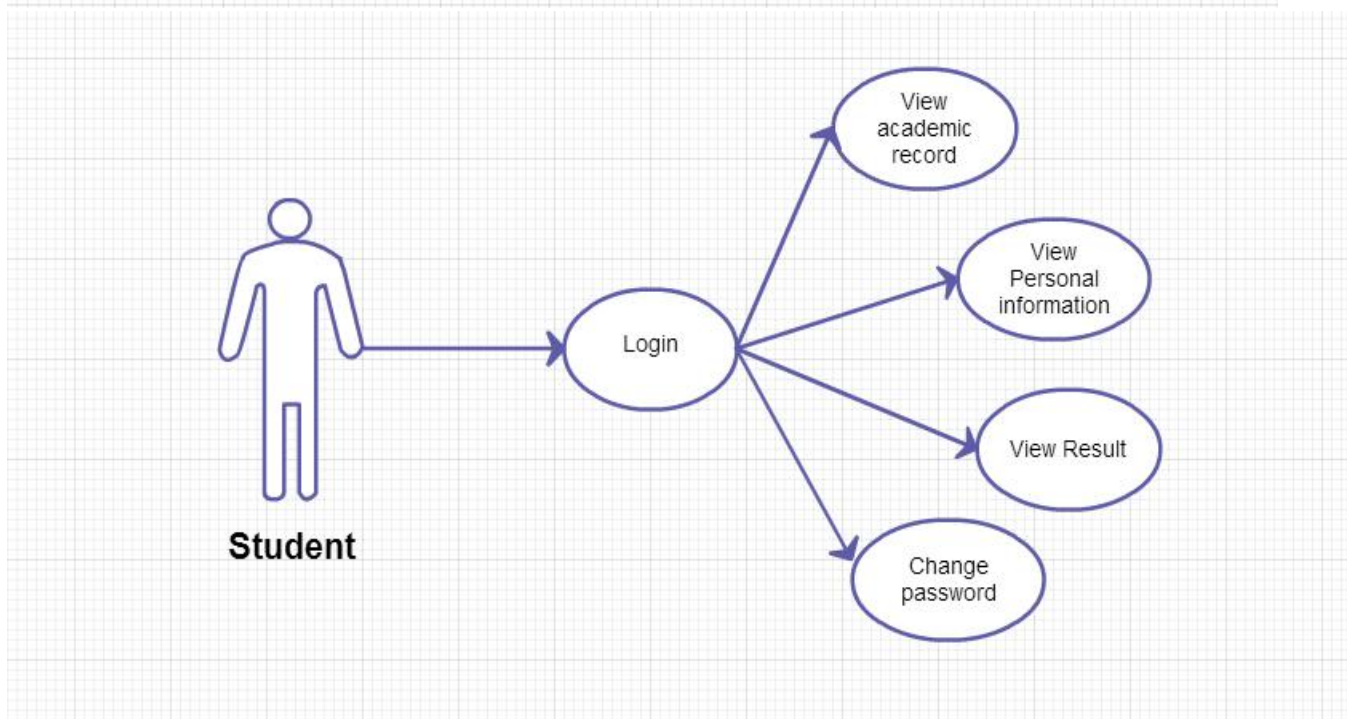 View
academic
record
View
Personal
information
Login
View Result
Student
Change
password